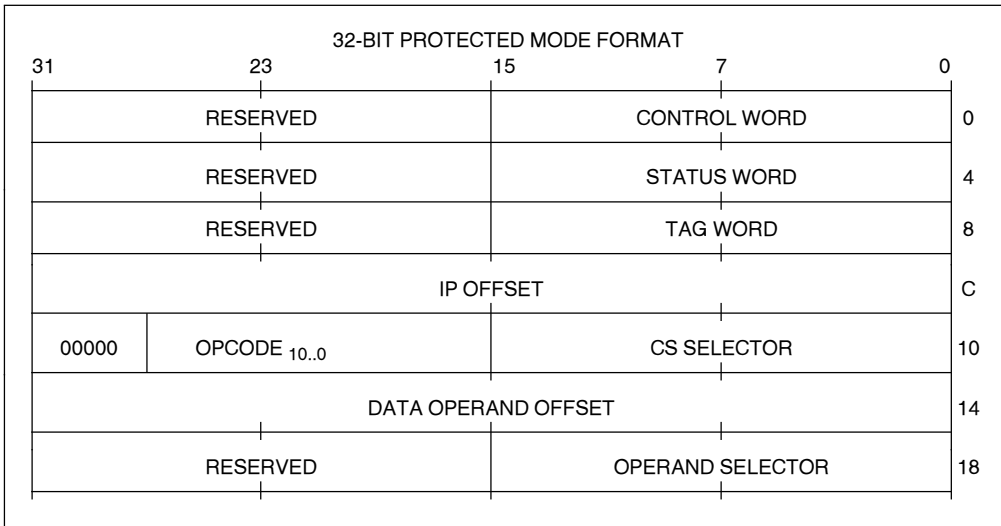 32-BIT PROTECTED MODE FORMAT
31 23 15 7 0
RESERVED CONTROL WORD 0
RESERVED STATUS WORD 4
RESERVED TAG WORD 8
IP OFFSET C
00000 OPCODE 10..0 CS SELECTOR 10
DATA OPERAND OFFSET 14
RESERVED OPERAND SELECTOR 18